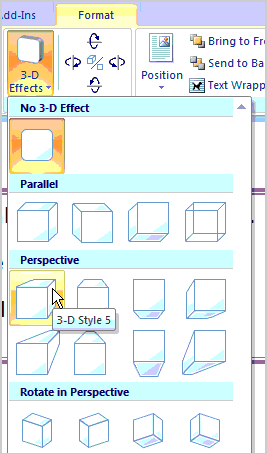 dd-Ins Format
3-D
Effects
Position
Bring to Fr
Send to Ba
Text Wrapp
No 3-D Effect
Parallel
Perspective
3-D Style 5
Rotate in Perspective